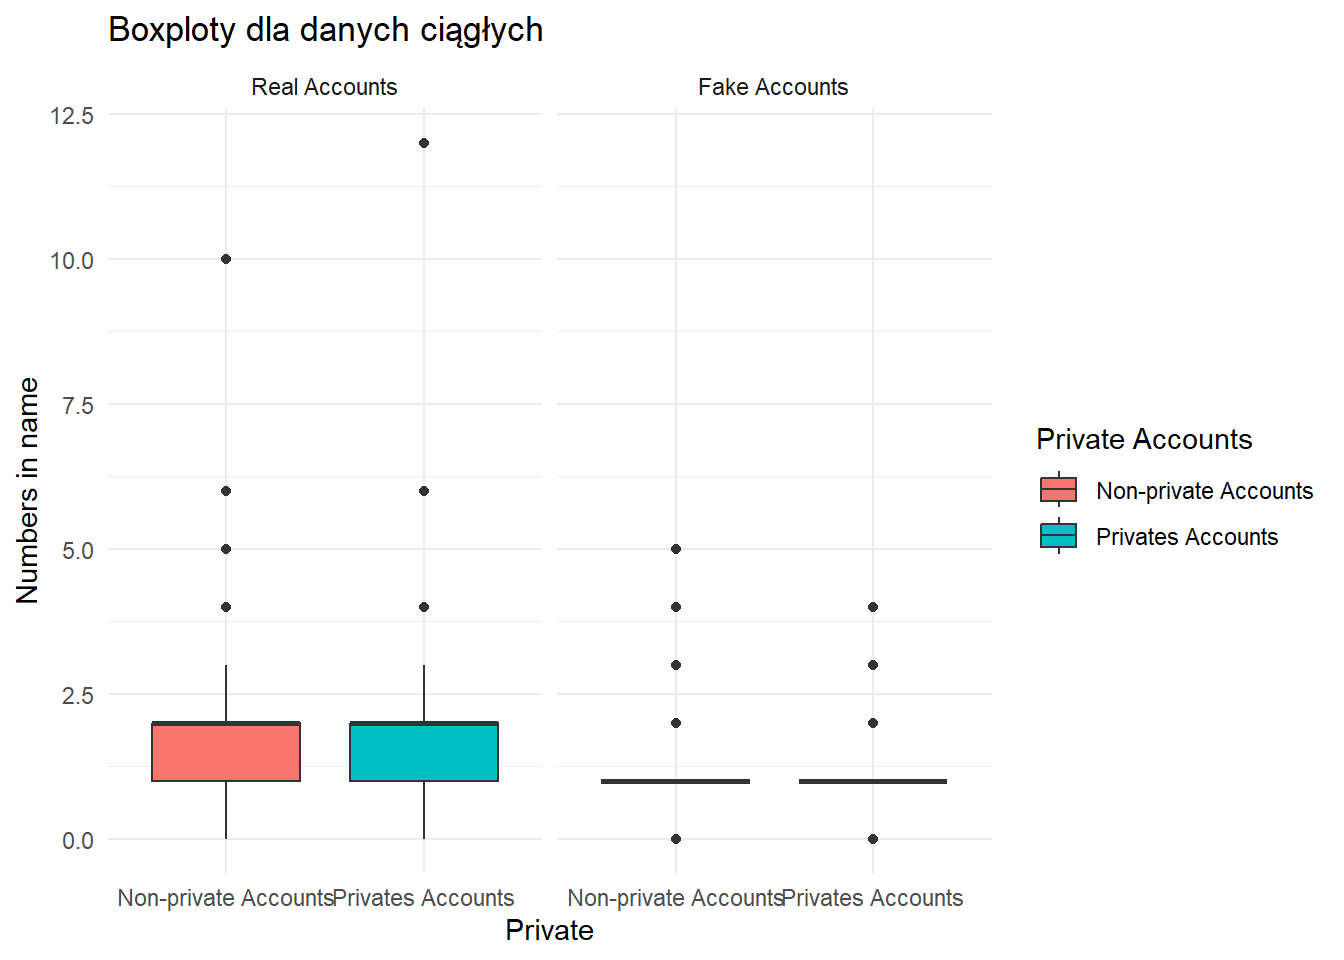 Boxploty dla danych ciągłych
Real Accounts
Fake Accounts
12.5
10.0
7.5
5.0
2.5
0.0
Numbers in name
Non-private Accounts
Privates Accounts
Non-private Accounts
Privates Accounts
Private
Private Accounts
Non-private Accounts
Privates Accounts